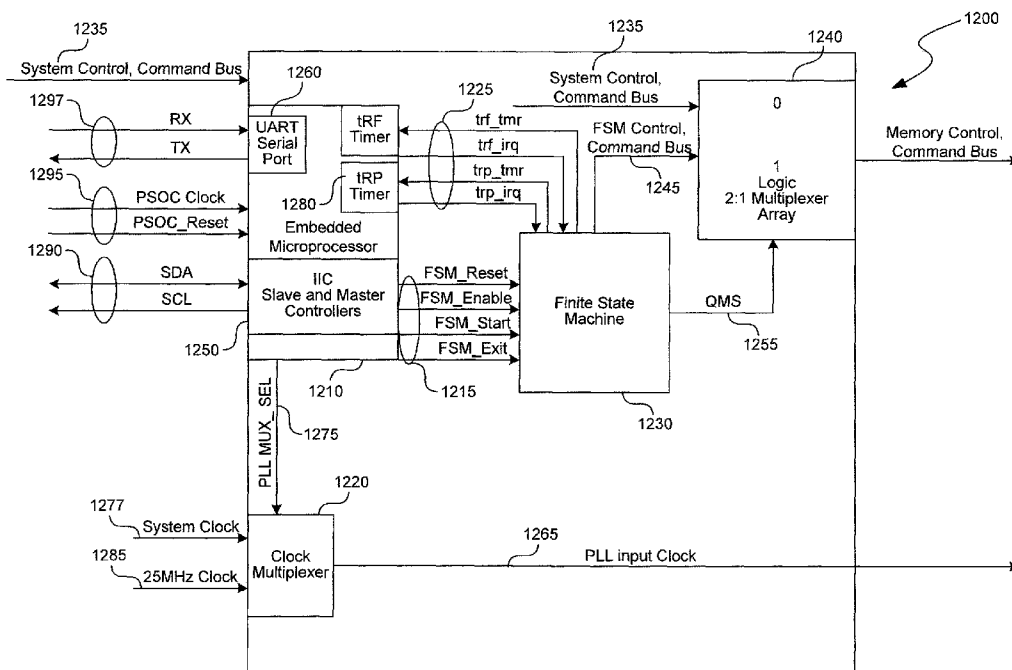 1200
1235
System Control, Command Bus
1235
System Control,
Command Bus
1240
0
1
Logic
2:1 Multiplexer
Array
1260
UART
Serial
Port
1297
RX
TX
tRF
Timer
1225
trf_tmr
trf_irq
trp_tmr
trp_irq
FSM Control,
Command Bus
1245
Memory Control,
Command Bus
1280
tRP
Timer
1295
PSOC Clock
PSOC_Reset
Embedded
Microprocessor
1290
SDA
SCL
IIC
Slave and Master
Controllers
FSM_Reset
FSM_Enable
FSM_Start
FSM_Exit
Finite State
Machine
QMS
1255
1250
1210
1215
1230
PLL MUX_ SEL
1275
1220
1277
System Clock
1285
25MHz Clock
Clock
Multiplexer
1265
PLL input Clock